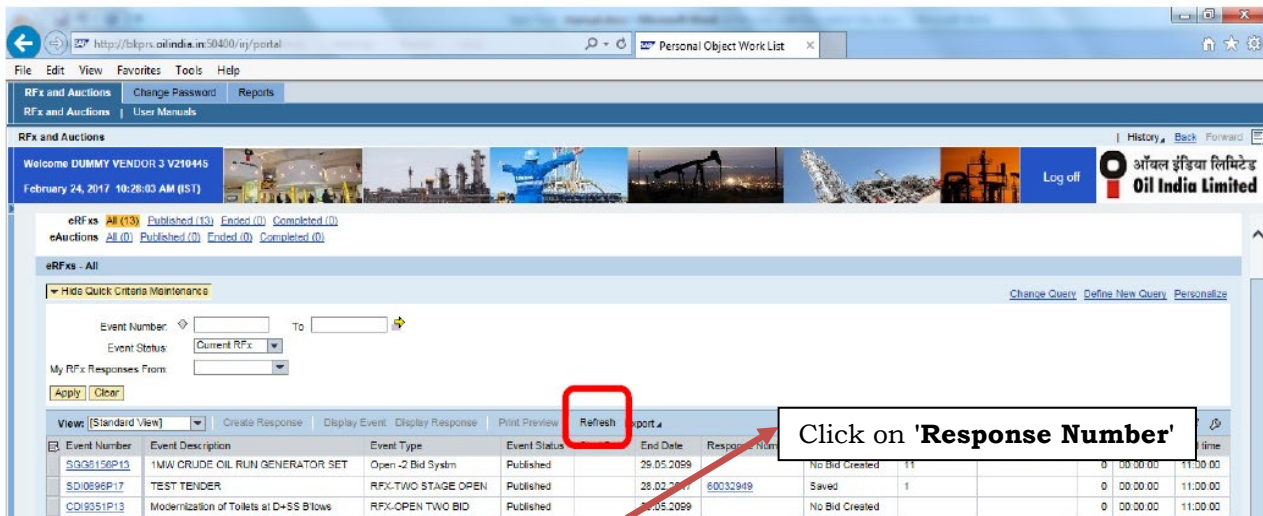 http://bkprs.oilindia.in:50400/irj/portal
Personal Object Work List
File Edit View Favorites Tools Help
RFx and Auctions Change Password Reports
RFx and Auctions | User Manuals
RFx and Auctions | History Back Forward
Welcome DUMMY VENDOR 3 V210445
February 24, 2017 10:28:03 AM (IST)
Log off
ऑयल इंडिया लिमिटेड
Oil India Limited
eRFxs All (13) Published (13) Ended (0) Completed (0)
eAuctions All (0) Published (0) Ended (0) Completed (0)
eRFxs - All
Hide Quick Criteria Maintenance
Change Query Define New Query Personalize
Event Number: To
Event Status: Current RFx
My RFx Responses From:
Apply Clear
View: [Standard View] Create Response Display Event Display Response Print Preview Refresh Export
Click on 'Response Number'
Event Number Event Description Event Type Event Status End Date time
SGG6156P13 1MW CRUDE OIL RUN GENERATOR SET Open -2 Bid Systm Published 29.05.2099 No Bid Created 11 0 00:00:00 11:00:00
SDI0696P17 TEST TENDER RFX-TWO STAGE OPEN Published 60032949 Saved 1 0 00:00:00 11:00:00
CDI9351P13 Modernization of Toilets at D+SS B'lows RFX-OPEN TWO BID Published No Bid Created 0 00:00:00 11:00:00